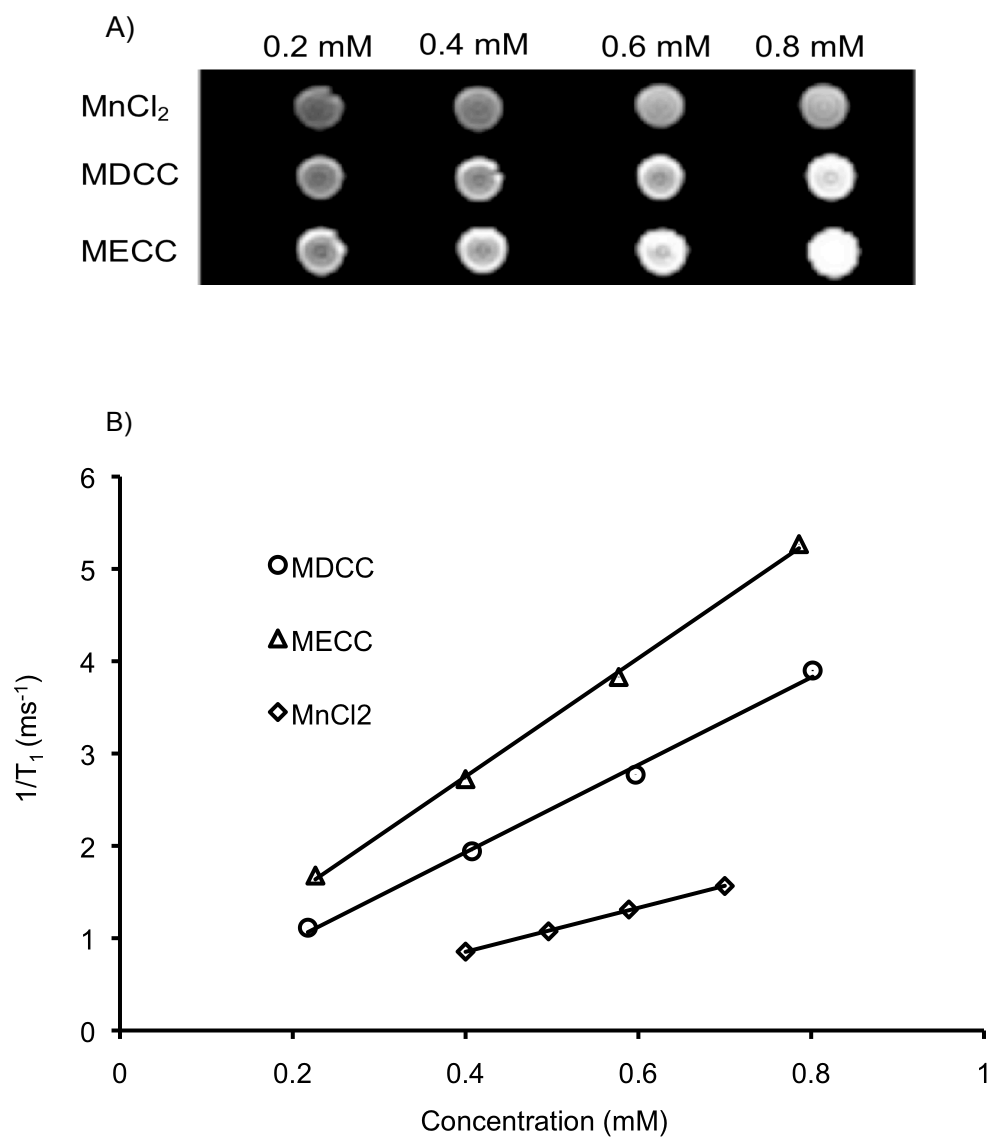 A)
0.2 mM 0.4 mM 0.6 mM 0.8 mM
MnCl₂
MDCC
MECC
B)
6
5
4
3
2
1
0
1/T₁ (ms⁻¹)
MDCC
MECC
MnCl2
0 0.2 0.4 0.6 0.8 1
Concentration (mM)